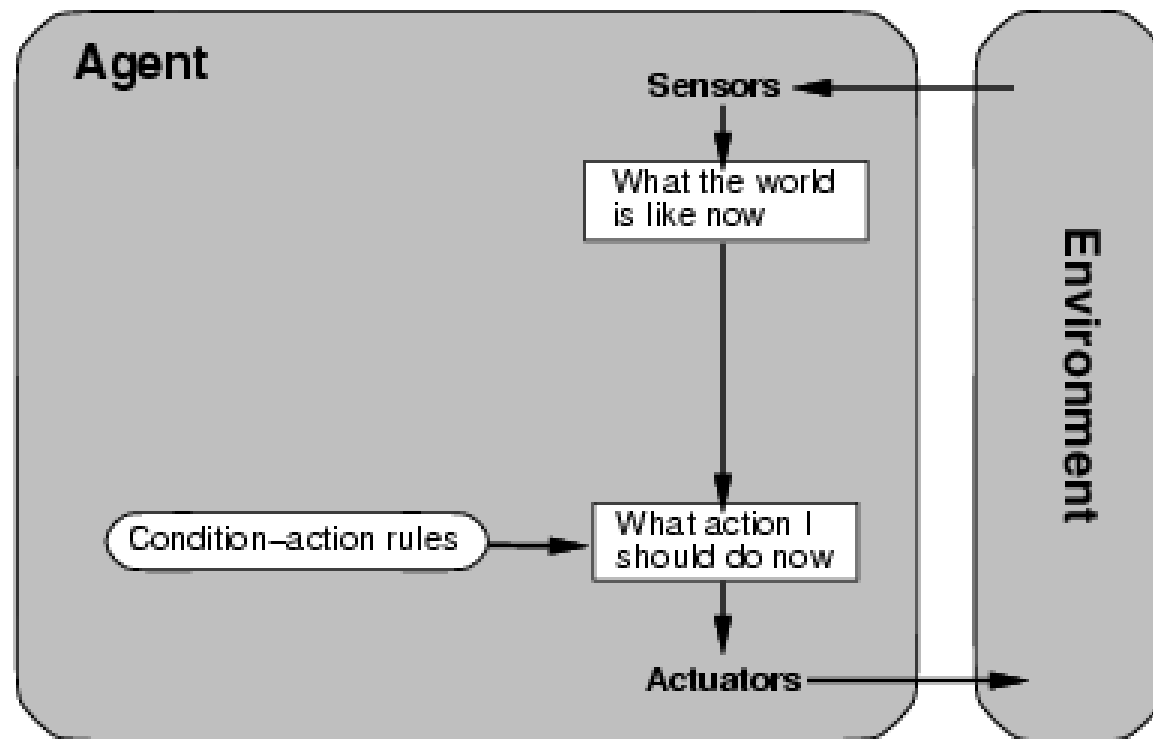 Agent
Sensors
What the world
is like now
Environment
Condition–action rules
What action I
should do now
Actuators